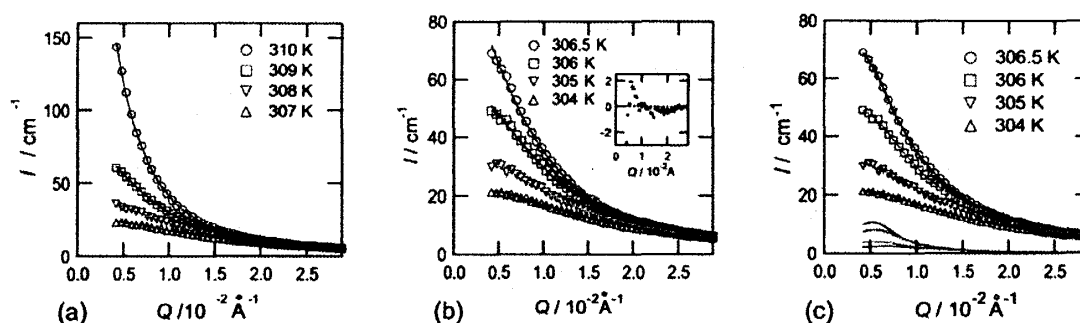 150
100
50
0
I / cm⁻¹
310 K
309 K
308 K
307 K
0.0 0.5 1.0 1.5 2.0 2.5
Q /10⁻² Å⁻¹
(a)
80
60
40
20
0
I / cm⁻¹
306.5 K
306 K
305 K
304 K
2
0
-2
0 1 2
Q / 10⁻² Å
0.0 0.5 1.0 1.5 2.0 2.5
Q /10⁻² Å⁻¹
(b)
80
60
40
20
0
I / cm⁻¹
306.5 K
306 K
305 K
304 K
0.0 0.5 1.0 1.5 2.0 2.5
Q /10⁻² Å⁻¹
(c)